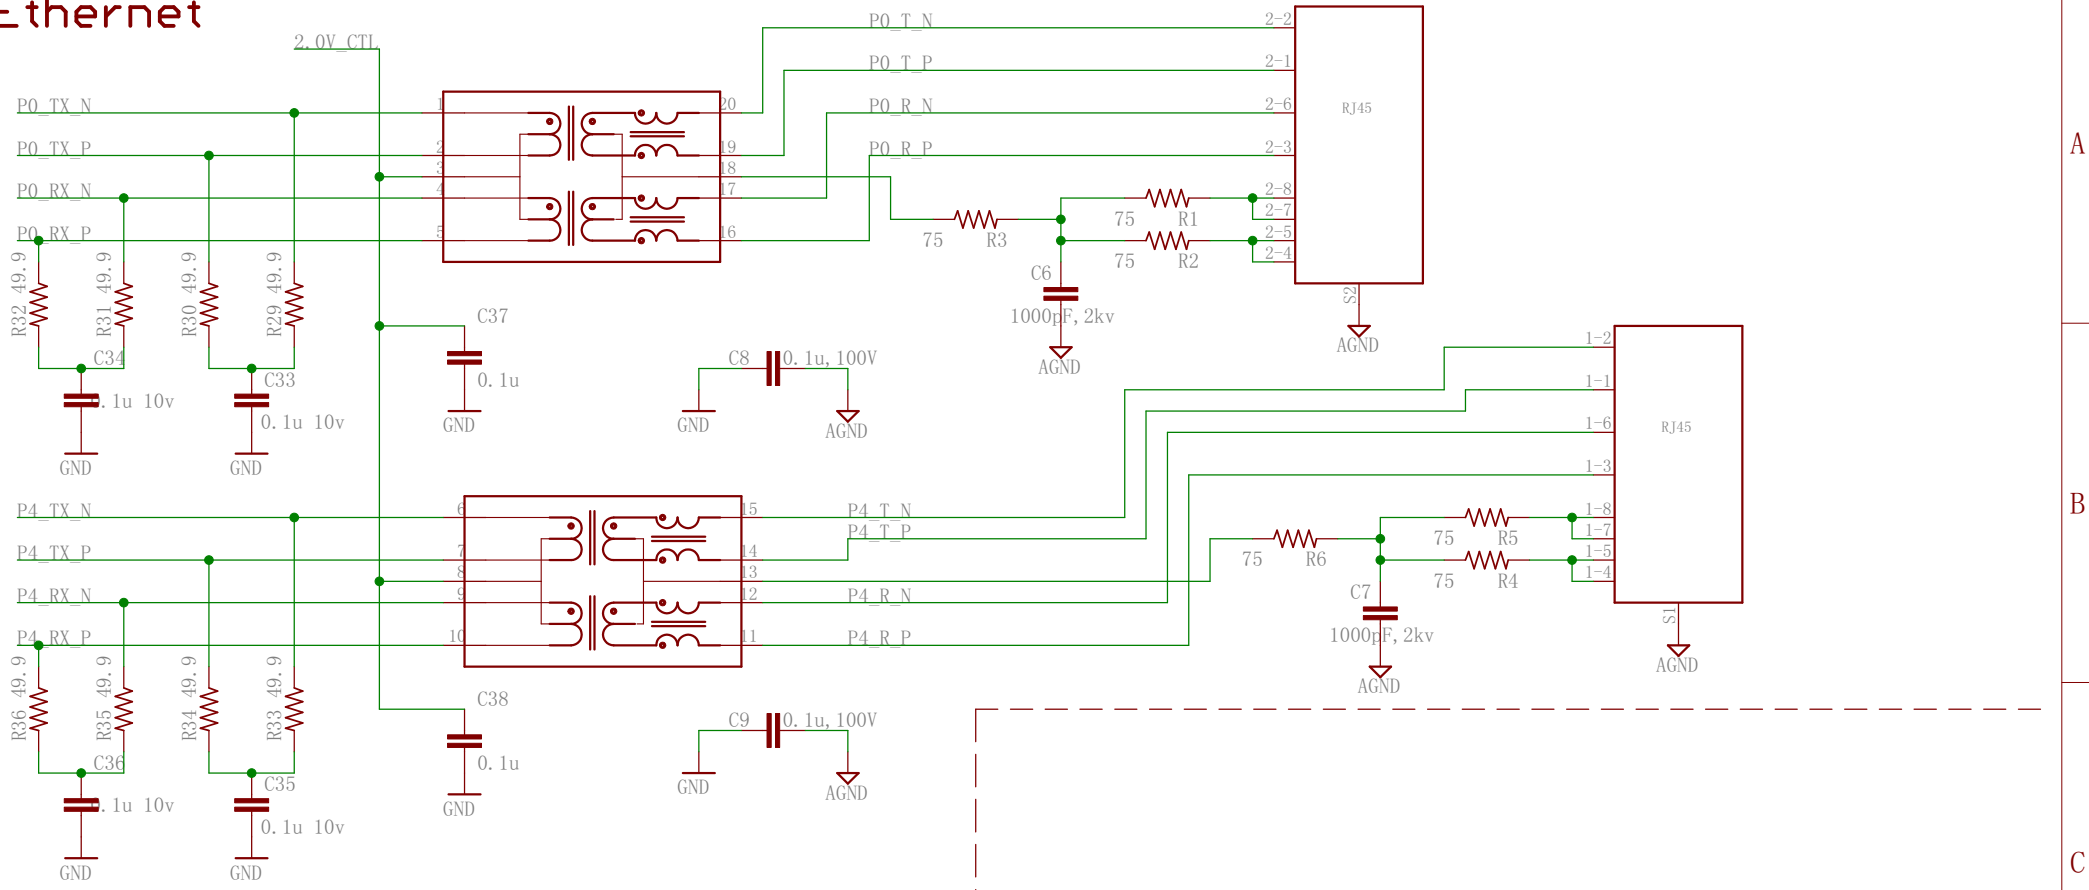 Ethernet
2.0V_CTL
P0_TX_N
P0_TX_P
P0_RX_N
P0_RX_P
1
2
3
4
5
20
19
18
17
16
P0_T_N
P0_T_P
P0_R_N
P0_R_P
2-2
2-1
2-6
2-3
2-8
2-7
2-5
2-4
RJ45
S2
AGND
75 R3
75 R1
75 R2
C6
1000pF,2kv
AGND
R32 49.9
R31 49.9
R30 49.9
R29 49.9
C34
0.1u 10v
GND
C33
0.1u 10v
GND
C37
0.1u
GND
C8 0.1u,100V
GND
AGND
A
P4_TX_N
P4_TX_P
P4_RX_N
P4_RX_P
6
7
8
9
10
15
14
13
12
11
P4_T_N
P4_T_P
P4_R_N
P4_R_P
1-2
1-1
1-6
1-3
1-8
1-7
1-5
1-4
RJ45
S1
AGND
75 R6
75 R5
75 R4
C7
1000pF,2kv
AGND
B
R36 49.9
R35 49.9
R34 49.9
R33 49.9
C36
0.1u 10v
GND
C35
0.1u 10v
GND
C38
0.1u
GND
C9 0.1u,100V
GND
AGND
C